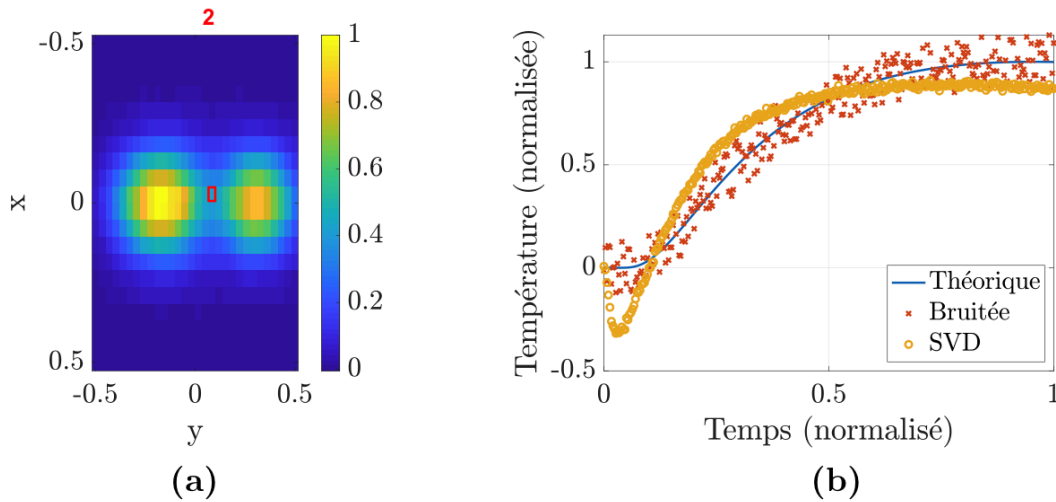 2
-0.5
0
0.5
x
-0.5 0 0.5
y
1
0.8
0.6
0.4
0.2
0
(a)
Température (normalisée)
1
0.5
0
-0.5
0 0.5 1
Temps (normalisé)
Théorique
Bruitée
SVD
(b)